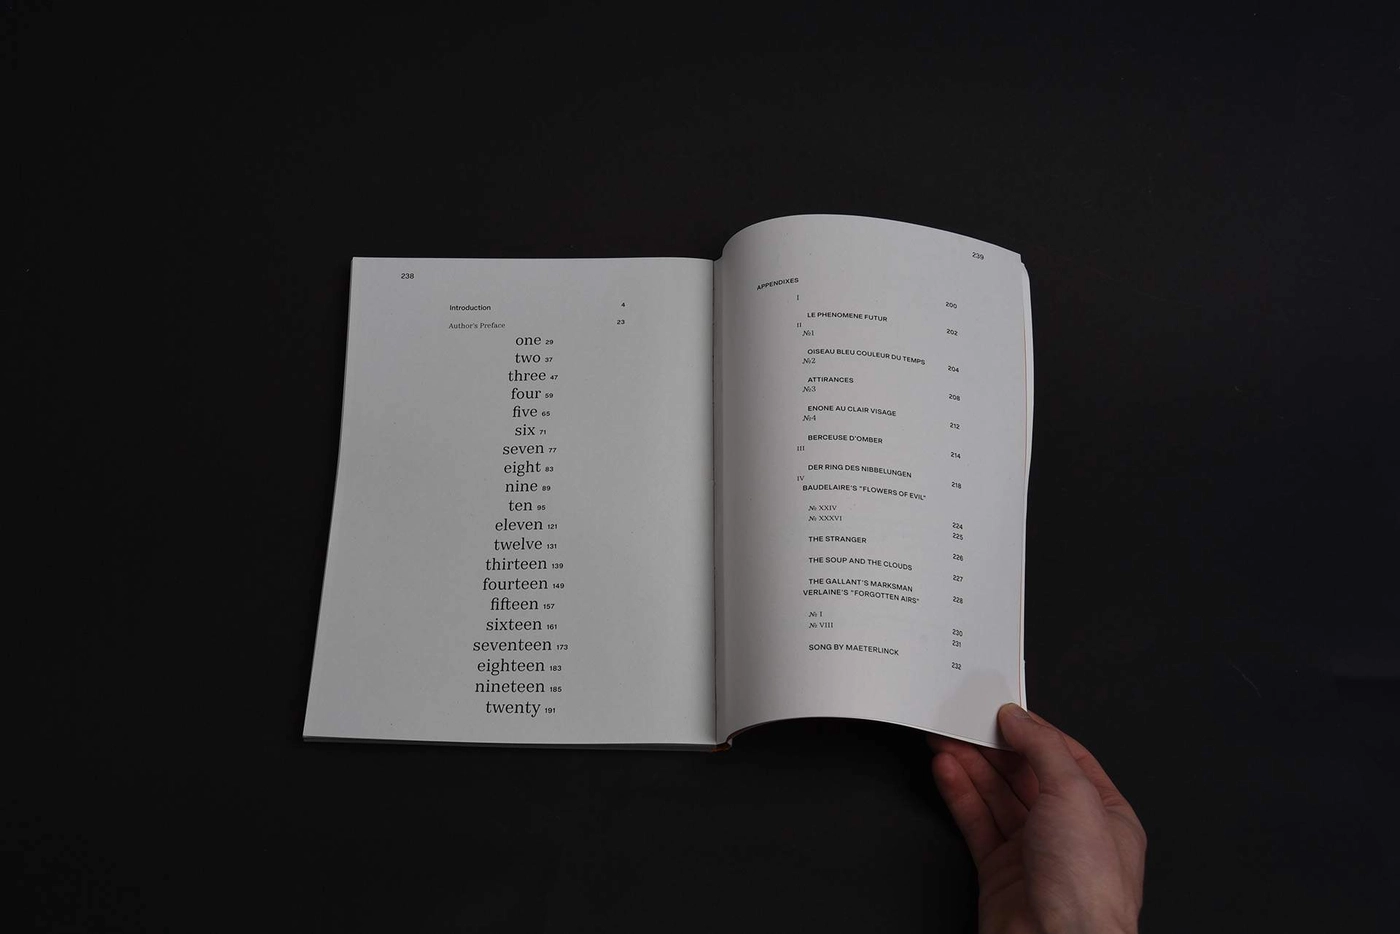 238
Introduction 4
Author's Preface 23
one 29
two 37
three 47
four 59
five 65
six 71
seven 77
eight 83
nine 89
ten 95
eleven 121
twelve 131
thirteen 139
fourteen 149
fifteen 157
sixteen 161
seventeen 173
eighteen 183
nineteen 185
twenty 191
239
APPENDIXES
I
200
LE PHENOMENE FUTUR
II
№1
202
OISEAU BLEU COULEUR DU TEMPS
№2
204
ATTIRANCES
№3
208
ENONE AU CLAIR VISAGE
№4
212
BERCEUSE D'OMBER
III
214
DER RING DES NIBBELUNGEN
IV
218
BAUDELAIRE'S "FLOWERS OF EVIL"
№ XXIV
№ XXXVI
224
225
THE STRANGER
226
THE SOUP AND THE CLOUDS
227
THE GALLANT'S MARKSMAN
VERLAINE'S "FORGOTTEN AIRS"
228
№ I
№ VIII
230
231
SONG BY MAETERLINCK
232